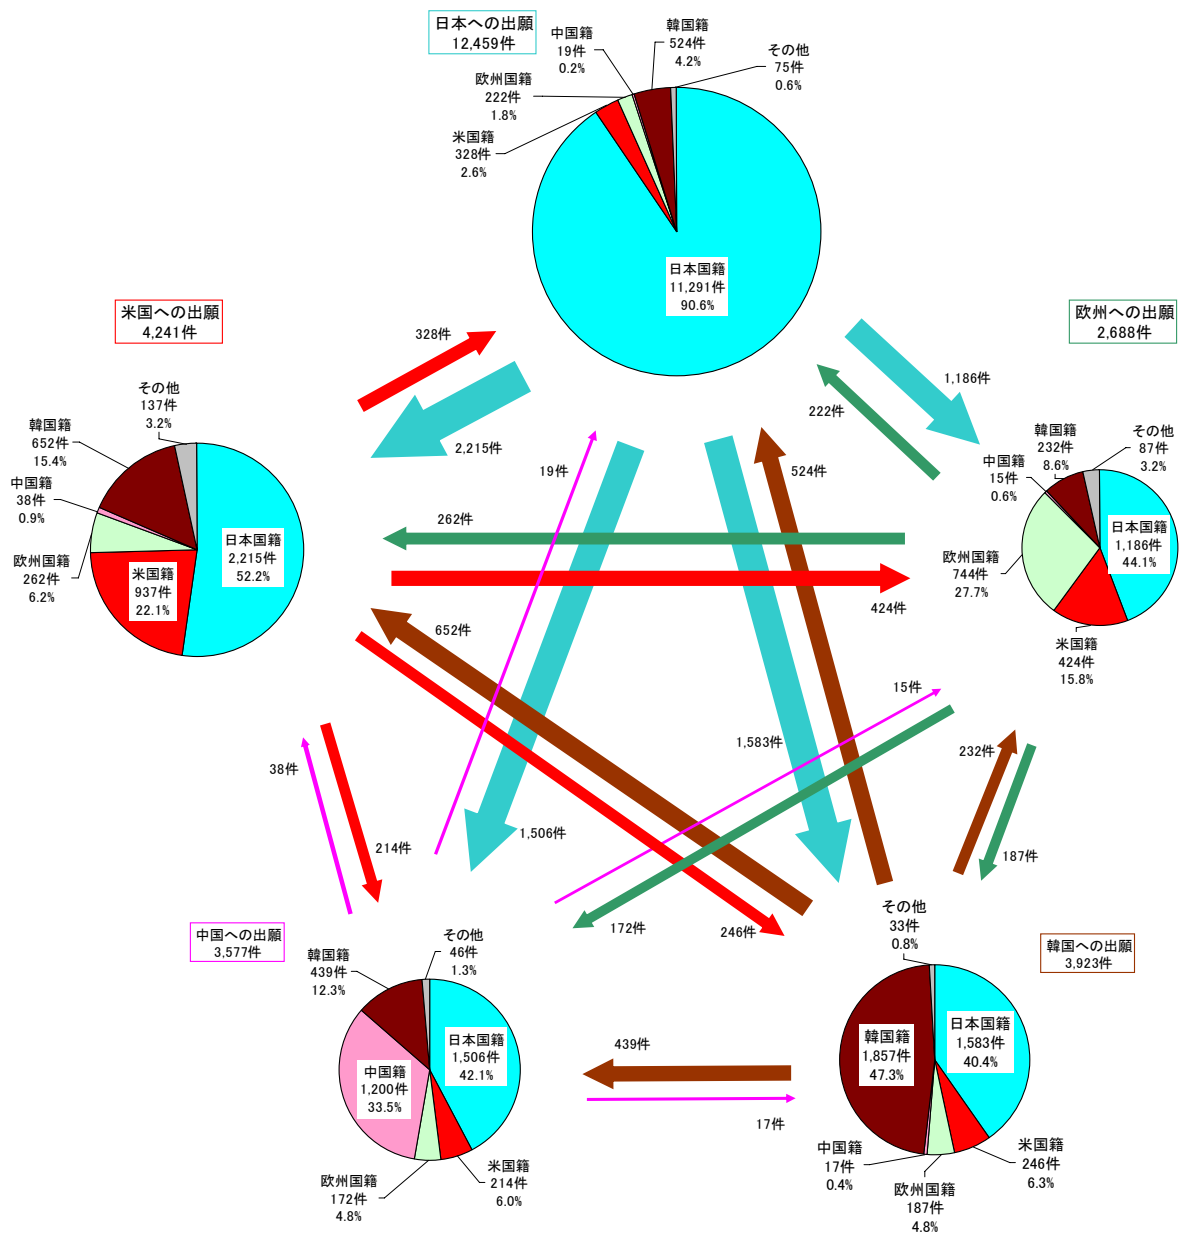 日本への出願
12,459件
中国籍
19件
0.2%
韓国籍
524件
4.2%
その他
75件
0.6%
欧州国籍
222件
1.8%
米国籍
328件
2.6%
日本国籍
11,291件
90.6%
米国への出願
4,241件
欧州への出願
2,688件
328件
2,215件
1,186件
222件
19件
524件
262件
424件
652件
15件
1,583件
232件
38件
214件
1,506件
187件
172件
246件
439件
17件
その他
137件
3.2%
韓国籍
652件
15.4%
中国籍
38件
0.9%
欧州国籍
262件
6.2%
米国籍
937件
22.1%
日本国籍
2,215件
52.2%
韓国籍
232件
8.6%
その他
87件
3.2%
中国籍
15件
0.6%
欧州国籍
744件
27.7%
日本国籍
1,186件
44.1%
米国籍
424件
15.8%
中国への出願
3,577件
韓国籍
439件
12.3%
その他
46件
1.3%
日本国籍
1,506件
42.1%
中国籍
1,200件
33.5%
欧州国籍
172件
4.8%
米国籍
214件
6.0%
韓国への出願
3,923件
その他
33件
0.8%
韓国籍
1,857件
47.3%
日本国籍
1,583件
40.4%
中国籍
17件
0.4%
欧州国籍
187件
4.8%
米国籍
246件
6.3%